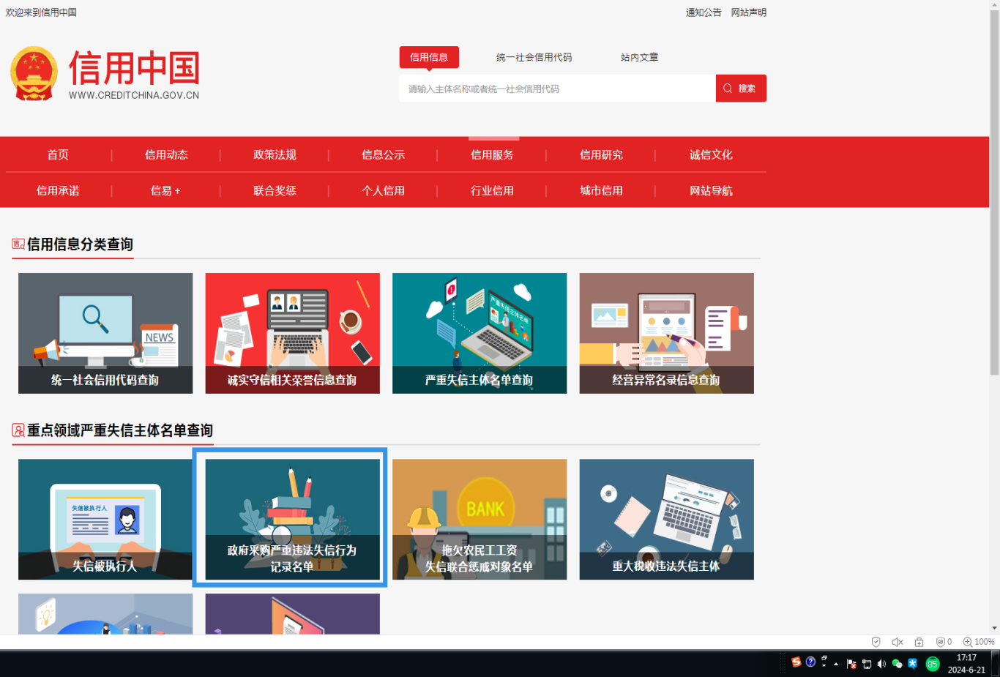 欢迎来到信用中国
通知公告 网站声明
信用中国
WWW.CREDITCHINA.GOV.CN
信用信息 统一社会信用代码 站内文章
请输入主体名称或者统一社会信用代码
搜索
首页 信用动态 政策法规 信息公示 信用服务 信用研究 诚信文化
信用承诺 信易 + 联合奖惩 个人信用 行业信用 城市信用 网站导航
信用信息分类查询
NEWS
严重失信主体名单
统一社会信用代码查询
诚实守信相关荣誉信息查询
严重失信主体名单查询
经营异常名录信息查询
重点领域严重失信主体名单查询
失信被执行人
失信被执行人
政府采购严重违法失信行为
记录名单
BANK
拖欠农民工工资
失信联合惩戒对象名单
重大税收违法失信主体
0 100%
85
17:17
2024-6-21